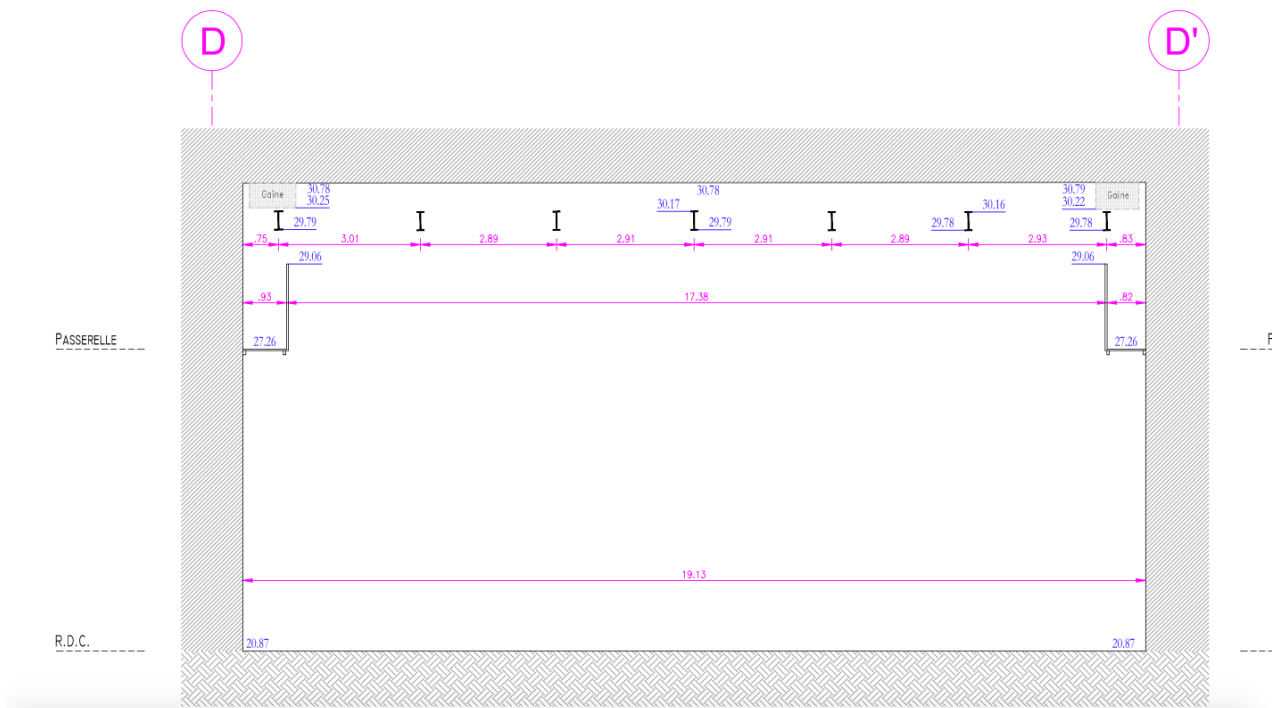 D D'
Gaine 30.78 30.78 30.79 Gaine
30.25 30.17 30.16 30.22
29.79 29.79 29.78 29.78
.75 3.01 2.89 2.91 2.91 2.89 2.93 .83
29.06 29.06
.93 17.38 .82
PASSERELLE 27.26 27.26
19.13
R.D.C. 20.87 20.87